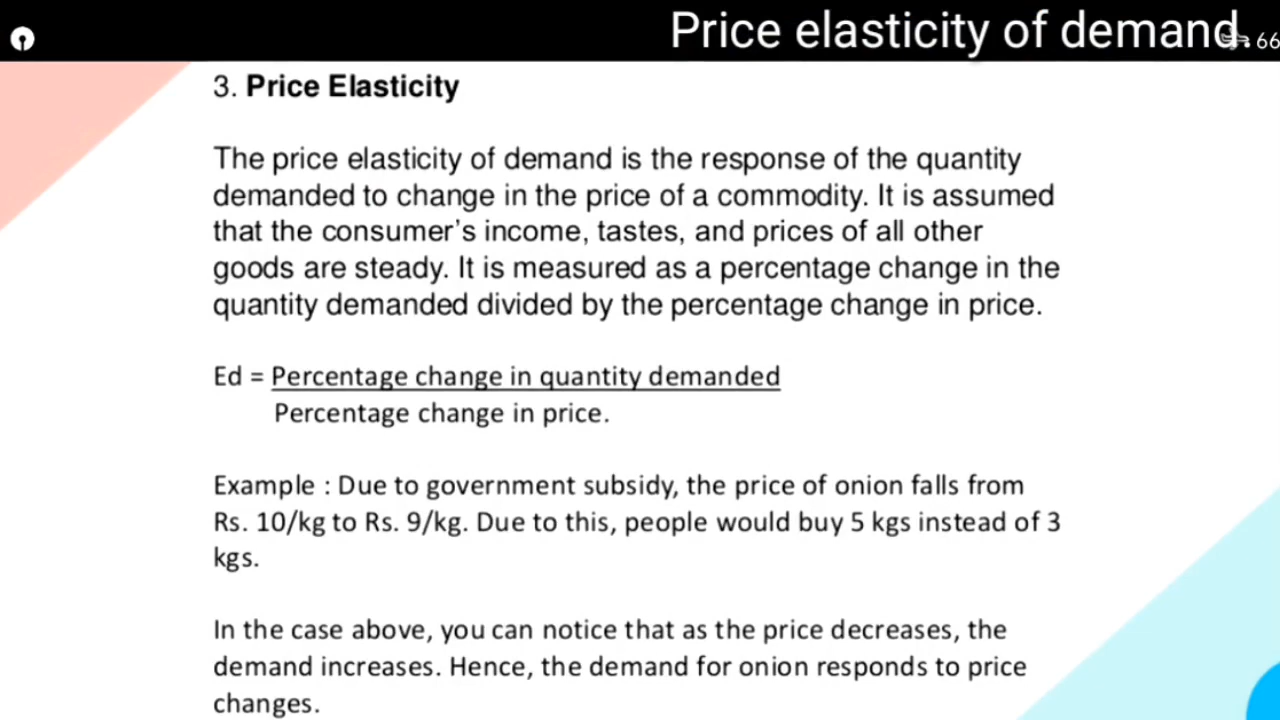 Price elasticity of demand.
66
3. Price Elasticity
The price elasticity of demand is the response of the quantity
demanded to change in the price of a commodity. It is assumed
that the consumer's income, tastes, and prices of all other
goods are steady. It is measured as a percentage change in the
quantity demanded divided by the percentage change in price.
Ed = Percentage change in quantity demanded
Percentage change in price.
Example : Due to government subsidy, the price of onion falls from
Rs. 10/kg to Rs. 9/kg. Due to this, people would buy 5 kgs instead of 3
kgs.
In the case above, you can notice that as the price decreases, the
demand increases. Hence, the demand for onion responds to price
changes.